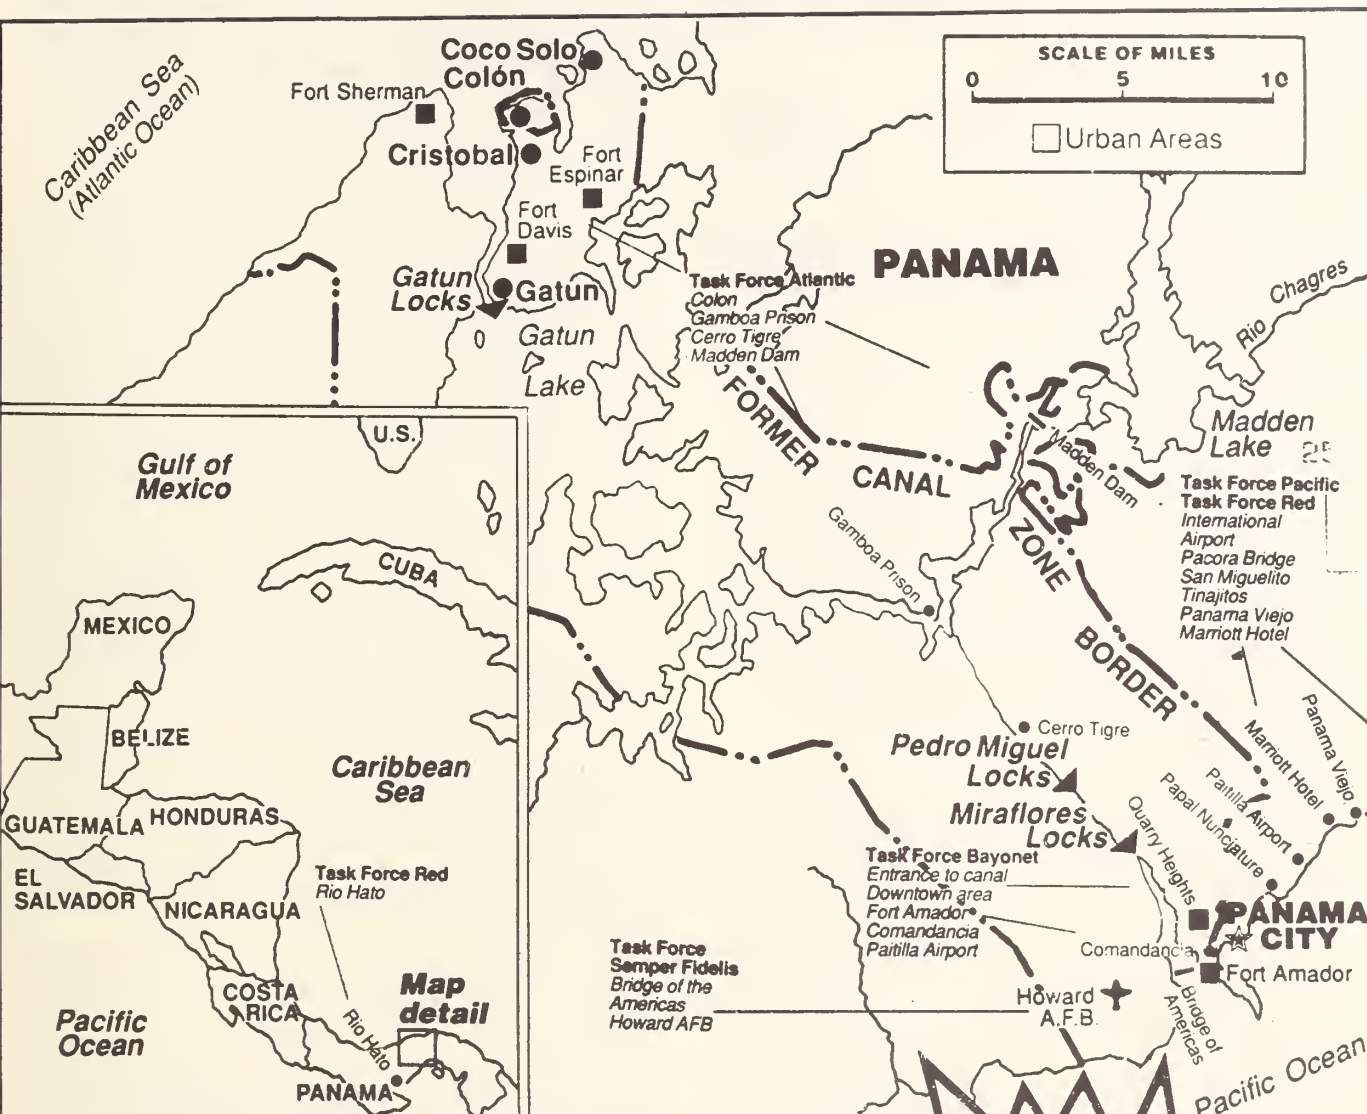 Caribbean Sea
(Atlantic Ocean)
Coco Solo
Colón
Fort Sherman
Cristobal
Fort
Espinar
Fort
Davis
Gatun
Locks
Gatun
Gatun
Lake
SCALE OF MILES
0 5 10
Urban Areas
PANAMA
Rio Chagres
Task Force Atlantic
Colon
Gamboa Prison
Cerro Tigre
Madden Dam
FORMER
CANAL
ZONE
BORDER
Madden Dam
Madden
Lake
Task Force Pacific
Task Force Red
International
Airport
Pacora Bridge
San Miguelito
Tinajitos
Panama Viejo
Marriott Hotel
Gamboa Prison
Cerro Tigre
Pedro Miguel
Locks
Miraflores
Locks
Panama Viejo
Marriott Hotel
Paitilla Airport
Papal Nunciature
Quarry Heights
Task Force Bayonet
Entrance to canal
Downtown area
Fort Amador
Comandancia
Paitilla Airport
PANAMA
CITY
Comandancia
Fort Amador
Task Force
Semper Fidelis
Bridge of the
Americas
Howard AFB
Howard
A.F.B.
Bridge of
Americas
Pacific Ocean
U.S.
Gulf of
Mexico
CUBA
MEXICO
BELIZE
Caribbean
Sea
GUATEMALA
HONDURAS
EL
SALVADOR
NICARAGUA
Task Force Red
Rio Hato
COSTA
RICA
Map
detail
Rio Hato
Pacific
Ocean
PANAMA